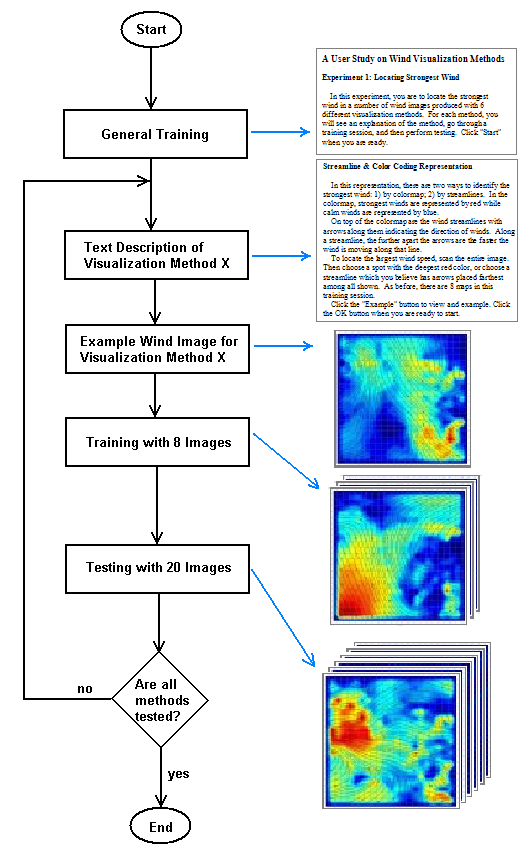 Start
General Training
A User Study on Wind Visualization Methods
Experiment 1: Locating Strongest Wind
In this experiment, you are to locate the strongest
wind in a number of wind images produced with 6
different visualization methods. For each method, you
will see an explanation of the method, go through a
training session, and then perform testing. Click "Start"
when you are ready.
Text Description of
Visualization Method X
Streamline & Color Coding Representation
In this representation, there are two ways to identify the
strongest wind: 1) by colormap; 2) by streamlines. In the
colormap, strongest winds are represented by red while
calm winds are represented by blue.
On top of the colormap are the wind streamlines with
arrows along them indicating the direction of winds. Along
a streamline, the further apart the arrows are the faster the
wind is moving along that line.
To locate the largest wind speed, scan the entire image.
Then choose a spot with the deepest red color, or choose a
streamline which you believe has arrows placed farthest
among all shown. As before, there are 8 maps in this
training session.
Click the "Example" button to view and example. Click
the OK button when you are ready to start.
Example Wind Image for
Visualization Method X
Training with 8 Images
Testing with 20 Images
Are all
methods
tested?
no
yes
End